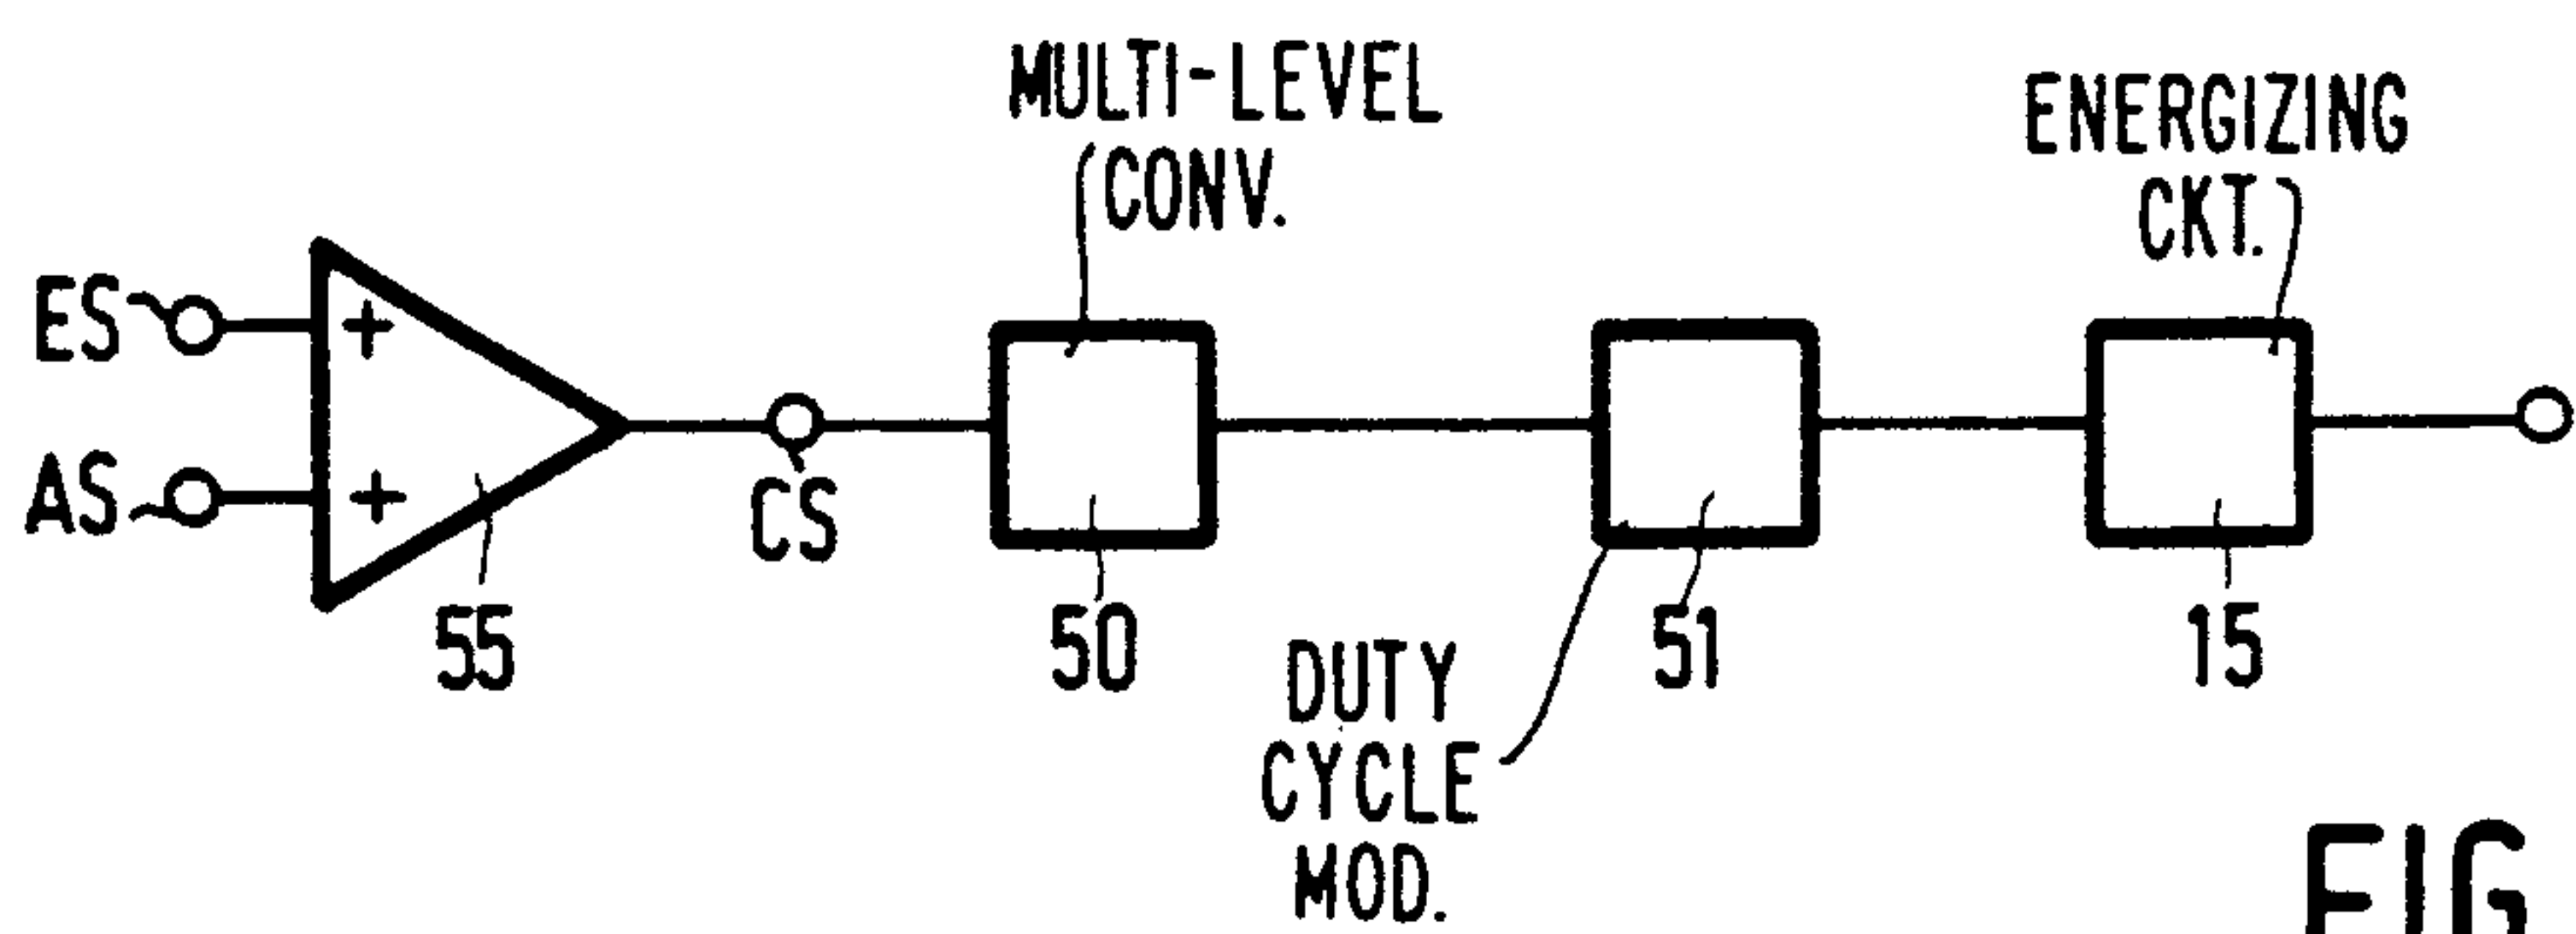 MULTI-LEVEL
CONV.
ENERGIZING
CKT.
ES
+
AS
+
CS
55
50
51
15
DUTY
CYCLE
MOD.
FIG